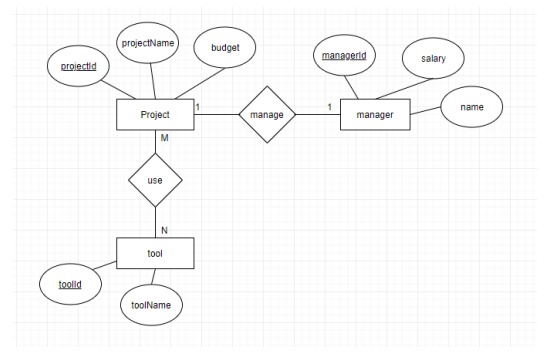 projectName
budget
projectId
managerId
salary
name
Project
1
manage
1
manager
M
use
N
tool
toolId
toolName